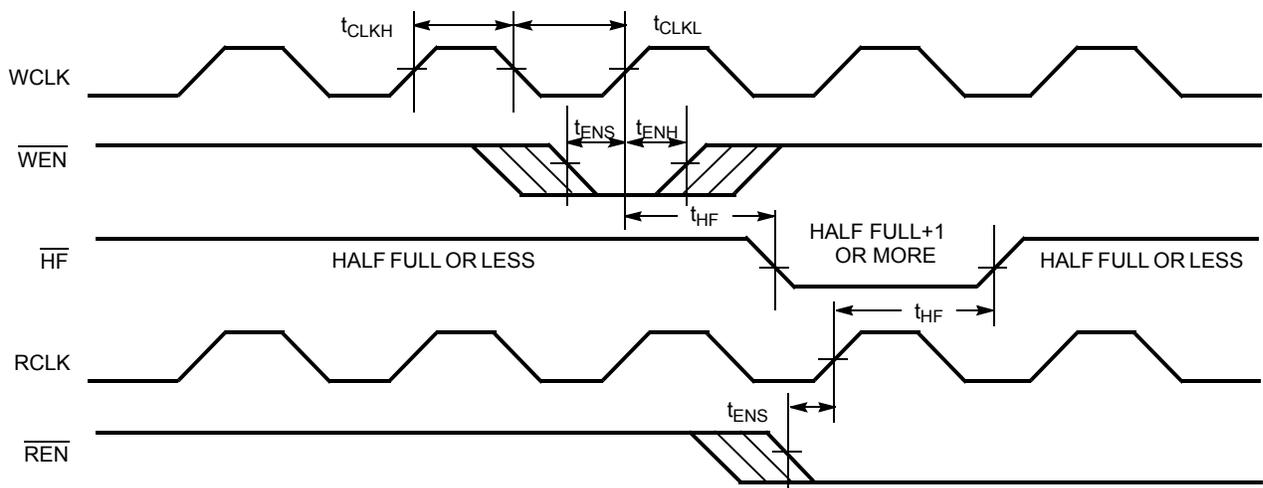 tCLKH
tCLKL
WCLK
tENS
tENH
WEN
tHF
HF
HALF FULL OR LESS
HALF FULL+1
OR MORE
HALF FULL OR LESS
tHF
RCLK
tENS
REN